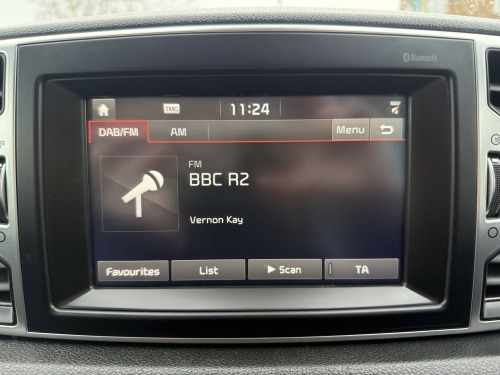 Bluetooth
TMC 11:24
DAB/FM AM Menu
FM
BBC R2
Vernon Kay
Favourites List Scan TA